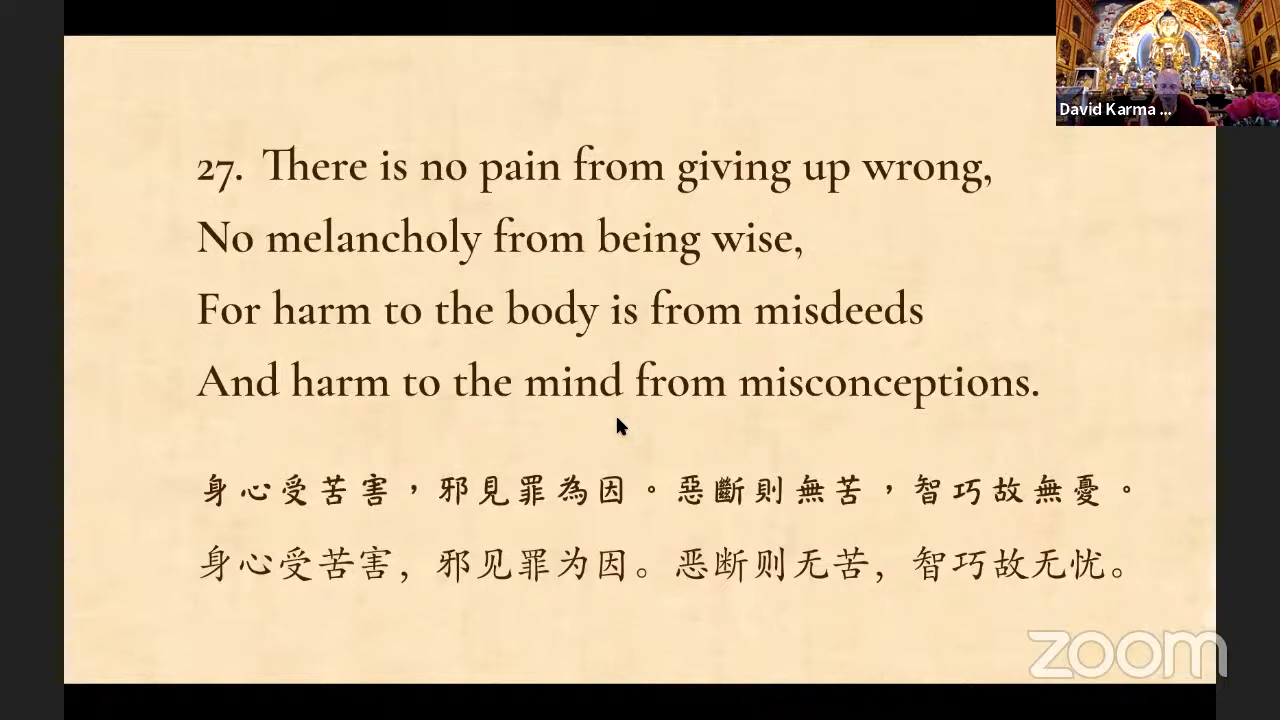 David Karma ...
27. There is no pain from giving up wrong,
No melancholy from being wise,
For harm to the body is from misdeeds
And harm to the mind from misconceptions.
身心受苦害，邪見罪為因。惡斷則無苦，智巧故無憂。
身心受苦害，邪见罪为因。恶断则无苦，智巧故无忧。
zoom